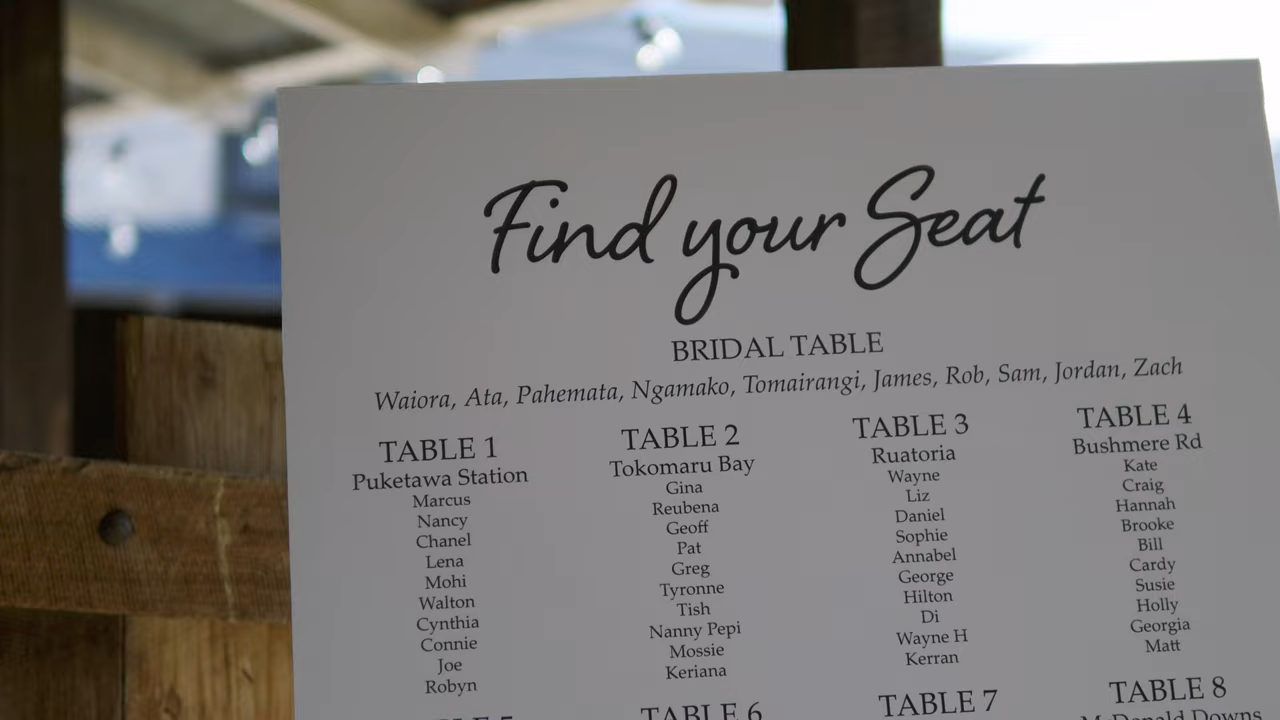 Find your Seat
BRIDAL TABLE
Waiora, Ata, Pahemata, Ngamako, Tomairangi, James, Rob, Sam, Jordan, Zach
TABLE 1
Puketawa Station
Marcus
Nancy
Chanel
Lena
Mohi
Walton
Cynthia
Connie
Joe
Robyn
TABLE 2
Tokomaru Bay
Gina
Reubena
Geoff
Pat
Greg
Tyronne
Tish
Nanny Pepi
Mossie
Keriana
TABLE 3
Ruatoria
Wayne
Liz
Daniel
Sophie
Annabel
George
Hilton
Di
Wayne H
Kerran
TABLE 4
Bushmere Rd
Kate
Craig
Hannah
Brooke
Bill
Cardy
Susie
Holly
Georgia
Matt
TABLE 6
TABLE 7
TABLE 8
McDonald Downs